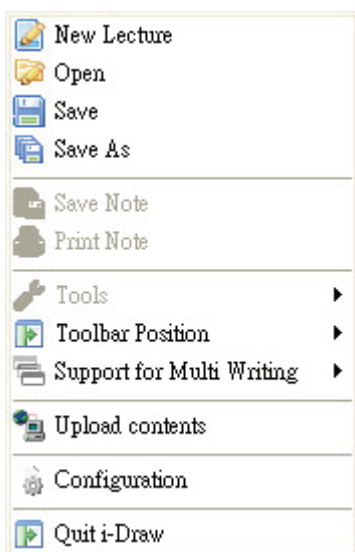 New Lecture
Open
Save
Save As
Save Note
Print Note
Tools
Toolbar Position
Support for Multi Writing
Upload contents
Configuration
Quit i-Draw